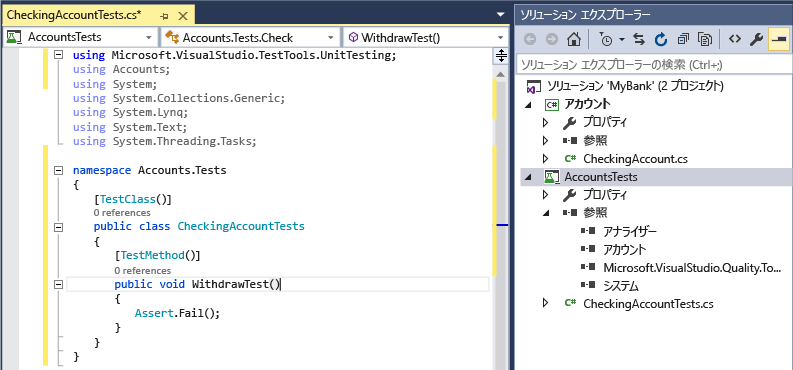 CheckingAccountTests.cs*
AccountsTests
Accounts.Tests.Check
WithdrawTest()
using Microsoft.VisualStudio.TestTools.UnitTesting;
using Accounts;
using System;
using System.Collections.Generic;
using System.Lynq;
using System.Text;
using System.Threading.Tasks;
namespace Accounts.Tests
{
[TestClass()]
0 references
public class CheckingAccountTests
{
[TestMethod()]
0 references
public void WithdrawTest()
{
Assert.Fail();
}
}
}
ソリューション エクスプローラー
ソリューション エクスプローラーの検索 (Ctrl+;)
ソリューション 'MyBank' (2 プロジェクト)
C# アカウント
プロパティ
参照
C# CheckingAccount.cs
AccountsTests
プロパティ
参照
アナライザー
アカウント
Microsoft.VisualStudio.Quality.To...
システム
C# CheckingAccountTests.cs